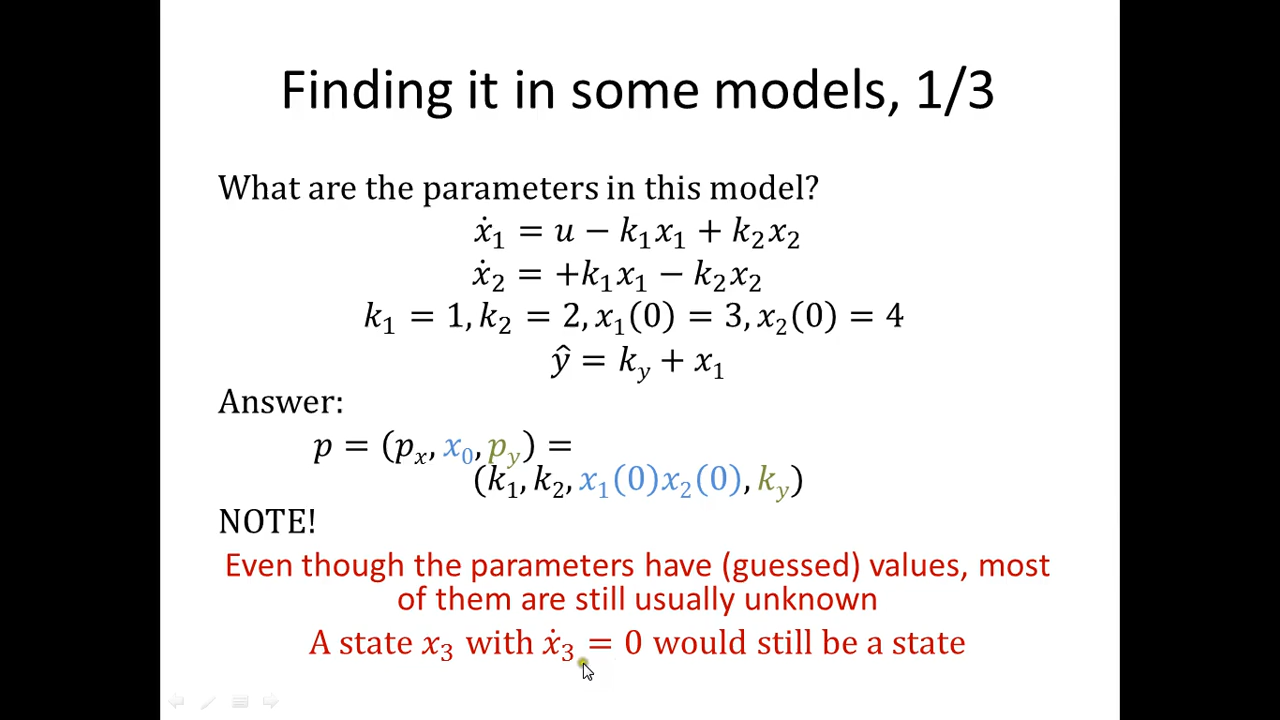 Finding it in some models, 1/3
What are the parameters in this model?
ẋ₁ = u − k₁x₁ + k₂x₂
ẋ₂ = +k₁x₁ − k₂x₂
k₁ = 1, k₂ = 2, x₁(0) = 3, x₂(0) = 4
ŷ = k_y + x₁
Answer:
p = (pₓ, x₀, p_y) =
(k₁, k₂, x₁(0)x₂(0), k_y)
NOTE!
Even though the parameters have (guessed) values, most
of them are still usually unknown
A state x₃ with ẋ₃ = 0 would still be a state